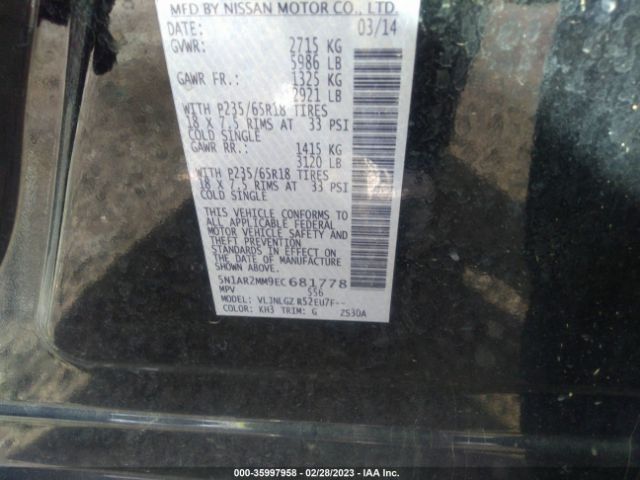 MFD BY NISSAN MOTOR CO., LTD.
DATE: 03/14
GVWR: 2715 KG
5986 LB
GAWR FR.: 1325 KG
2921 LB
WITH P235/65R18 TIRES
18 X 7.5 RIMS AT 33 PSI
COLD SINGLE
GAWR RR.: 1415 KG
3120 LB
WITH P235/65R18 TIRES
18 X 7.5 RIMS AT 33 PSI
COLD SINGLE
THIS VEHICLE CONFORMS TO
ALL APPLICABLE FEDERAL
MOTOR VEHICLE SAFETY AND
THEFT PREVENTION
STANDARDS IN EFFECT ON
THE DATE OF MANUFACTURE
SHOWN ABOVE.
5N1AR2MM9EC681778
MPV 556
MODEL: VLJNLGZ R52EU7F--
COLOR: KH3 TRIM: G 2S30A
000-35997958 - 02/28/2023 - IAA Inc.